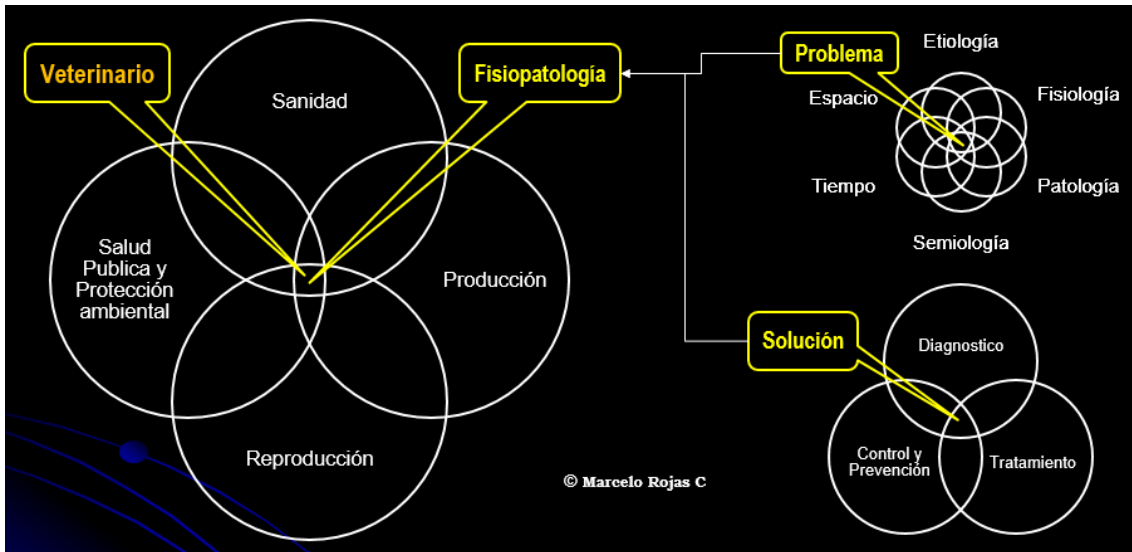 Veterinario
Fisiopatología
Sanidad
Salud
Publica y
Protección
ambiental
Producción
Reproducción
Problema
Etiología
Espacio
Fisiología
Tiempo
Patología
Semiología
Solución
Diagnostico
Control y
Prevención
Tratamiento
© Marcelo Rojas C